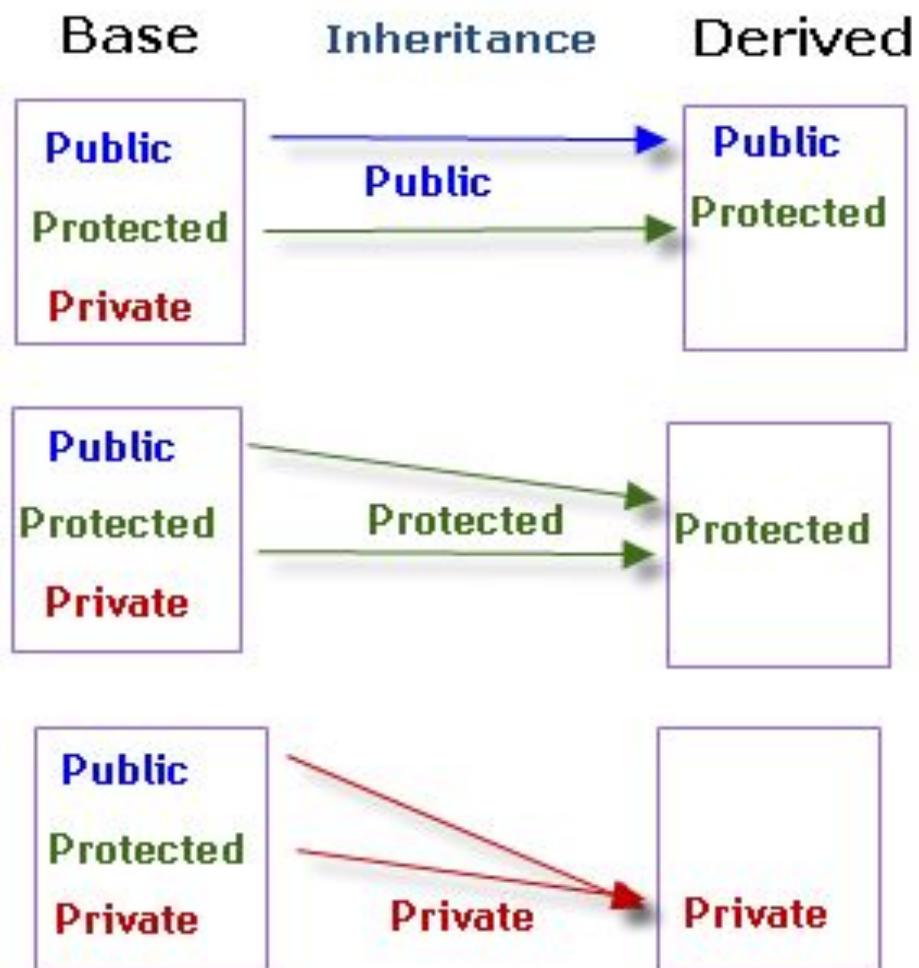 Base Inheritance Derived
Public Public
Public
Protected Protected
Private
Public
Protected Protected Protected
Private
Public
Protected
Private Private Private